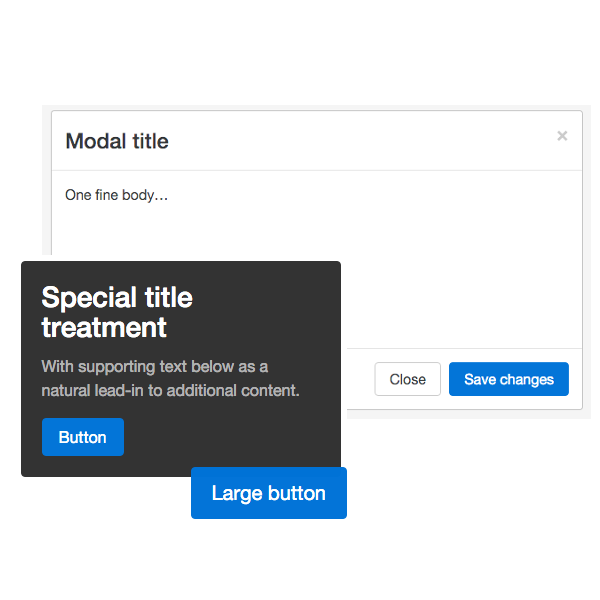 Modal title
×
One fine body…
Special title
treatment
With supporting text below as a
natural lead-in to additional content.
Button
Close
Save changes
Large button